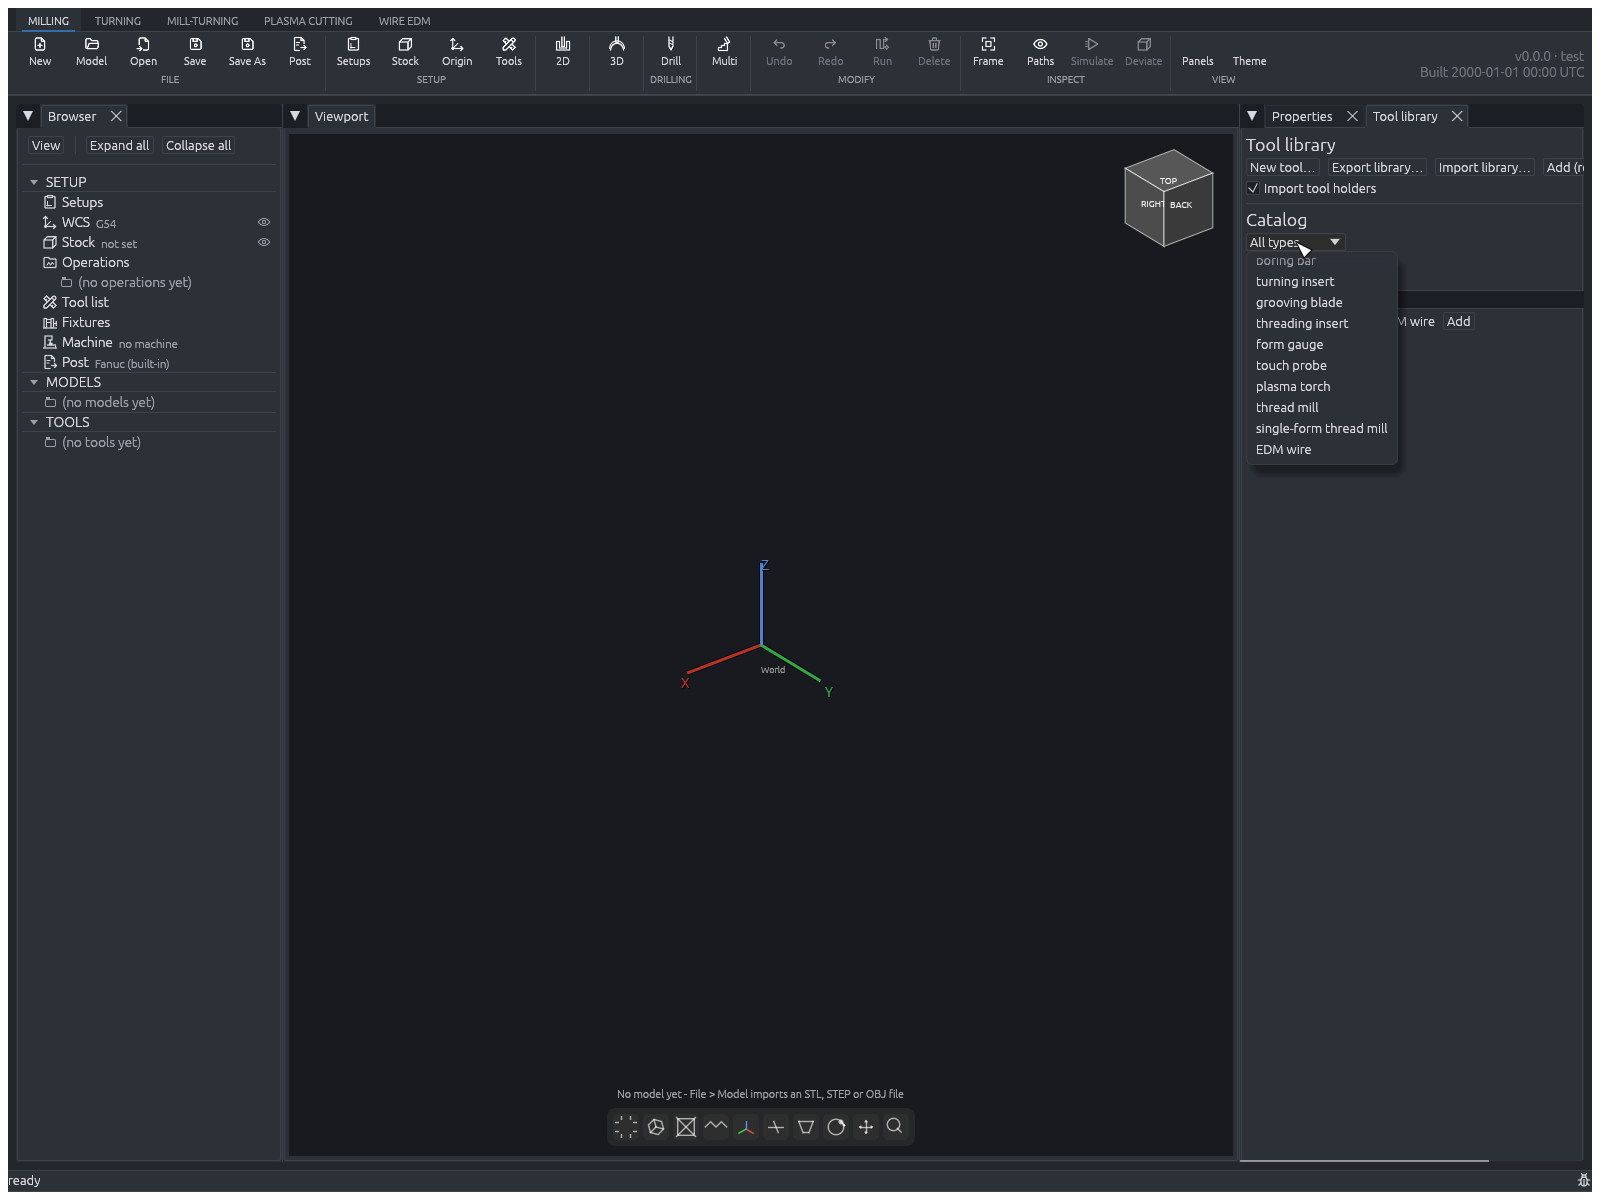 MILLING TURNING MILL-TURNING PLASMA CUTTING WIRE EDM
New Model Open Save Save As Post Setups Stock Origin Tools 2D 3D Drill Multi Undo Redo Run Delete Frame Paths Simulate Deviate Panels Theme
FILE SETUP DRILLING MODIFY INSPECT VIEW
v0.0.0 · test
Built 2000-01-01 00:00 UTC
Browser
View Expand all Collapse all
SETUP
Setups
WCS G54
Stock not set
Operations
(no operations yet)
Tool list
Fixtures
Machine no machine
Post Fanuc (built-in)
MODELS
(no models yet)
TOOLS
(no tools yet)
Viewport
TOP
RIGHT BACK
Z
World
X
Y
No model yet - File > Model imports an STL, STEP or OBJ file
Properties Tool library
Tool library
New tool... Export library... Import library... Add (r
Import tool holders
Catalog
All types
boring bar
turning insert
grooving blade
threading insert
form gauge
touch probe
plasma torch
thread mill
single-form thread mill
EDM wire
M wire Add
ready